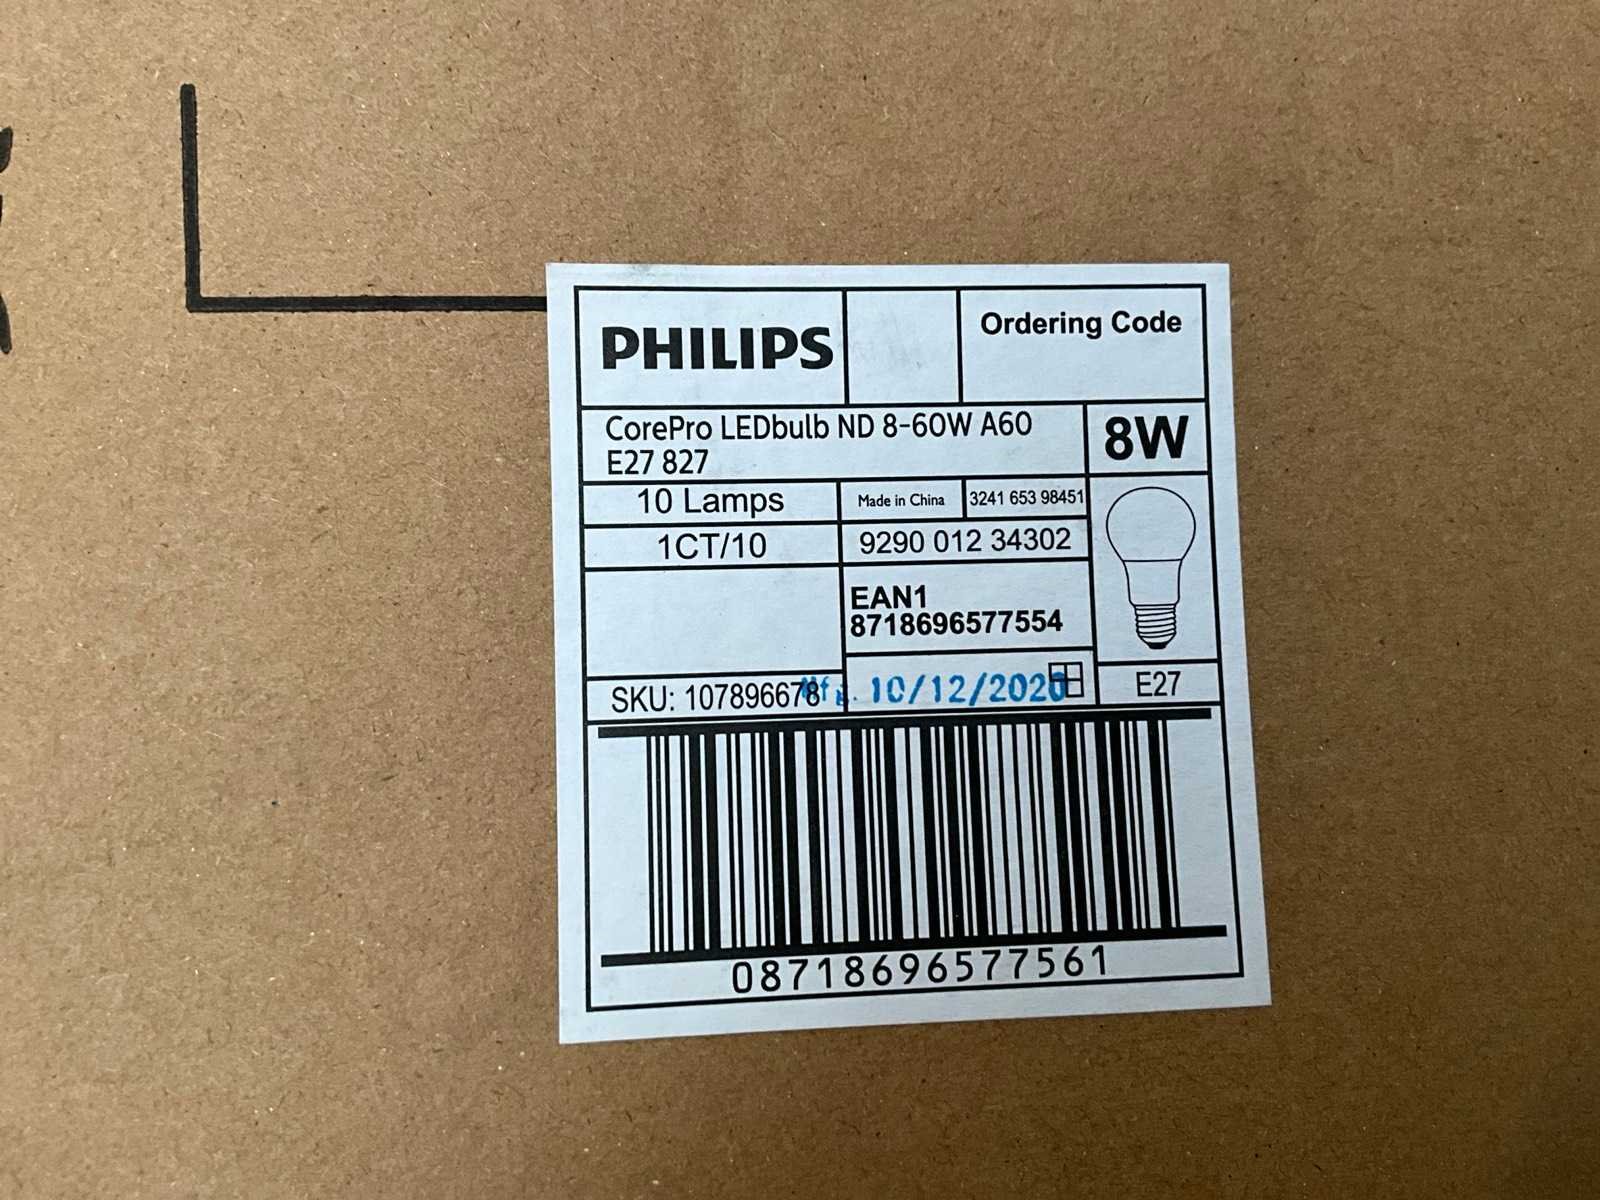 PHILIPS
Ordering Code
CorePro LEDbulb ND 8-60W A60
E27 827
8W
10 Lamps
Made in China
3241 653 98451
1CT/10
9290 012 34302
EAN1
8718696577554
SKU: 107896678
Mfg. 10/12/2020
E27
08718696577561